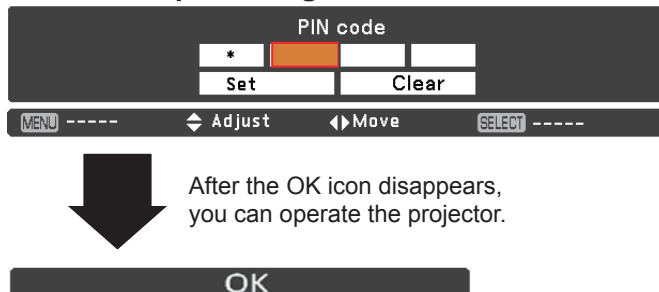 PIN code
*
Set Clear
MENU ----- Adjust Move SELECT -----
After the OK icon disappears,
you can operate the projector.
OK